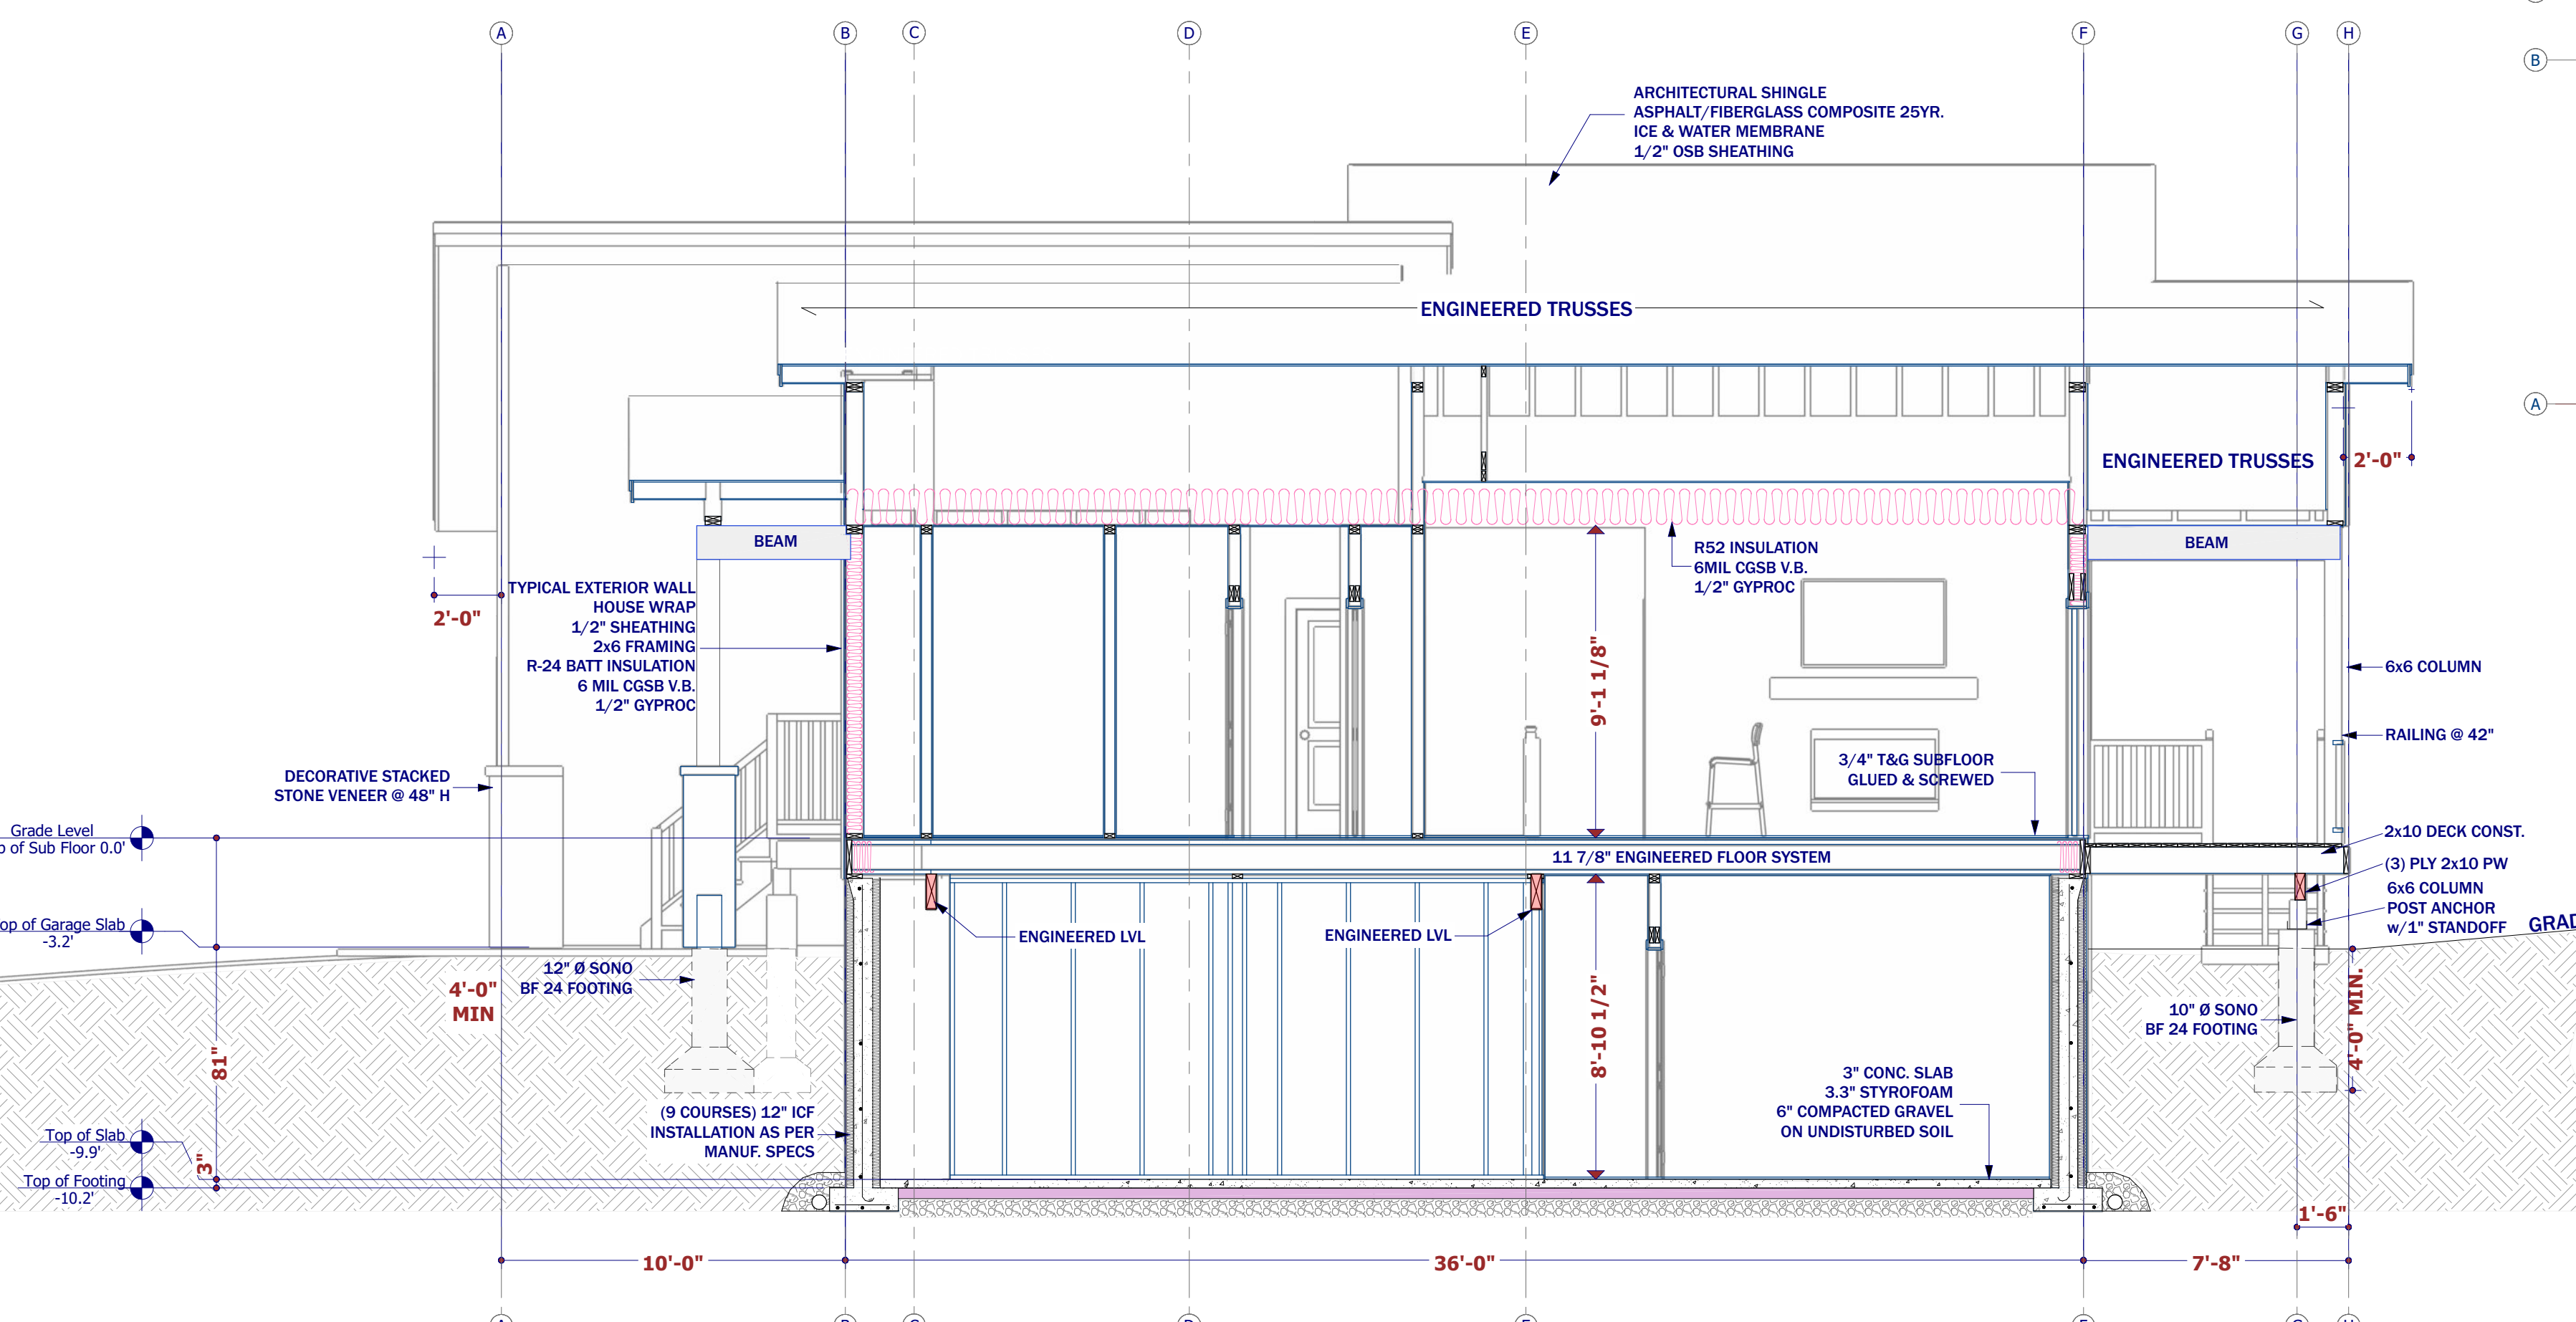 A
B
C
D
E
F
G
H
B
A
ARCHITECTURAL SHINGLE
ASPHALT/FIBERGLASS COMPOSITE 25YR.
ICE & WATER MEMBRANE
1/2" OSB SHEATHING
ENGINEERED TRUSSES
ENGINEERED TRUSSES
2'-0"
BEAM
BEAM
2'-0"
TYPICAL EXTERIOR WALL
HOUSE WRAP
1/2" SHEATHING
2x6 FRAMING
R-24 BATT INSULATION
6 MIL CGSB V.B.
1/2" GYPROC
R52 INSULATION
6MIL CGSB V.B.
1/2" GYPROC
9'-1 1/8"
6x6 COLUMN
RAILING @ 42"
DECORATIVE STACKED
STONE VENEER @ 48" H
3/4" T&G SUBFLOOR
GLUED & SCREWED
Grade Level
of Sub Floor 0.0'
2x10 DECK CONST.
11 7/8" ENGINEERED FLOOR SYSTEM
(3) PLY 2x10 PW
6x6 COLUMN
POST ANCHOR
w/1" STANDOFF
GRAD
op of Garage Slab
-3.2'
ENGINEERED LVL
ENGINEERED LVL
12" Ø SONO
BF 24 FOOTING
4'-0"
MIN
81"
8'-10 1/2"
10" Ø SONO
BF 24 FOOTING
4'-0" MIN.
3" CONC. SLAB
3.3" STYROFOAM
6" COMPACTED GRAVEL
ON UNDISTURBED SOIL
(9 COURSES) 12" ICF
INSTALLATION AS PER
MANUF. SPECS
Top of Slab
-9.9'
3"
Top of Footing
-10.2'
1'-6"
10'-0"
36'-0"
7'-8"